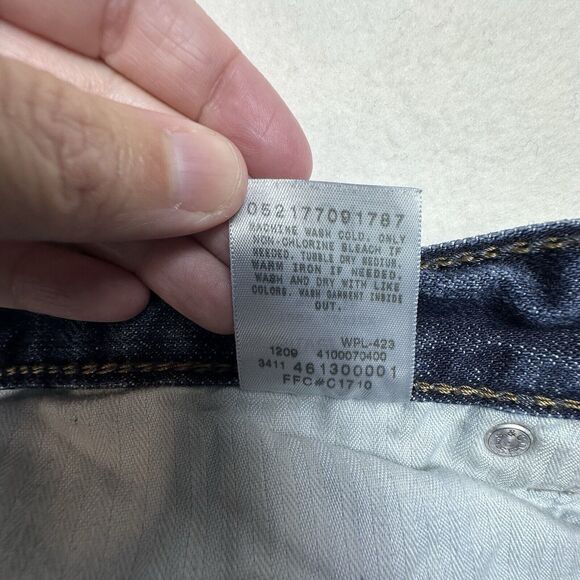 052177091787
MACHINE WASH COLD. ONLY
NON-CHLORINE BLEACH IF
NEEDED. TUMBLE DRY MEDIUM
WARM IRON IF NEEDED.
WASH AND DRY WITH LIKE
COLORS. WASH GARMENT INSIDE
OUT.
WPL-423
1209 4100070400
3411 461300001
FFC#C1710